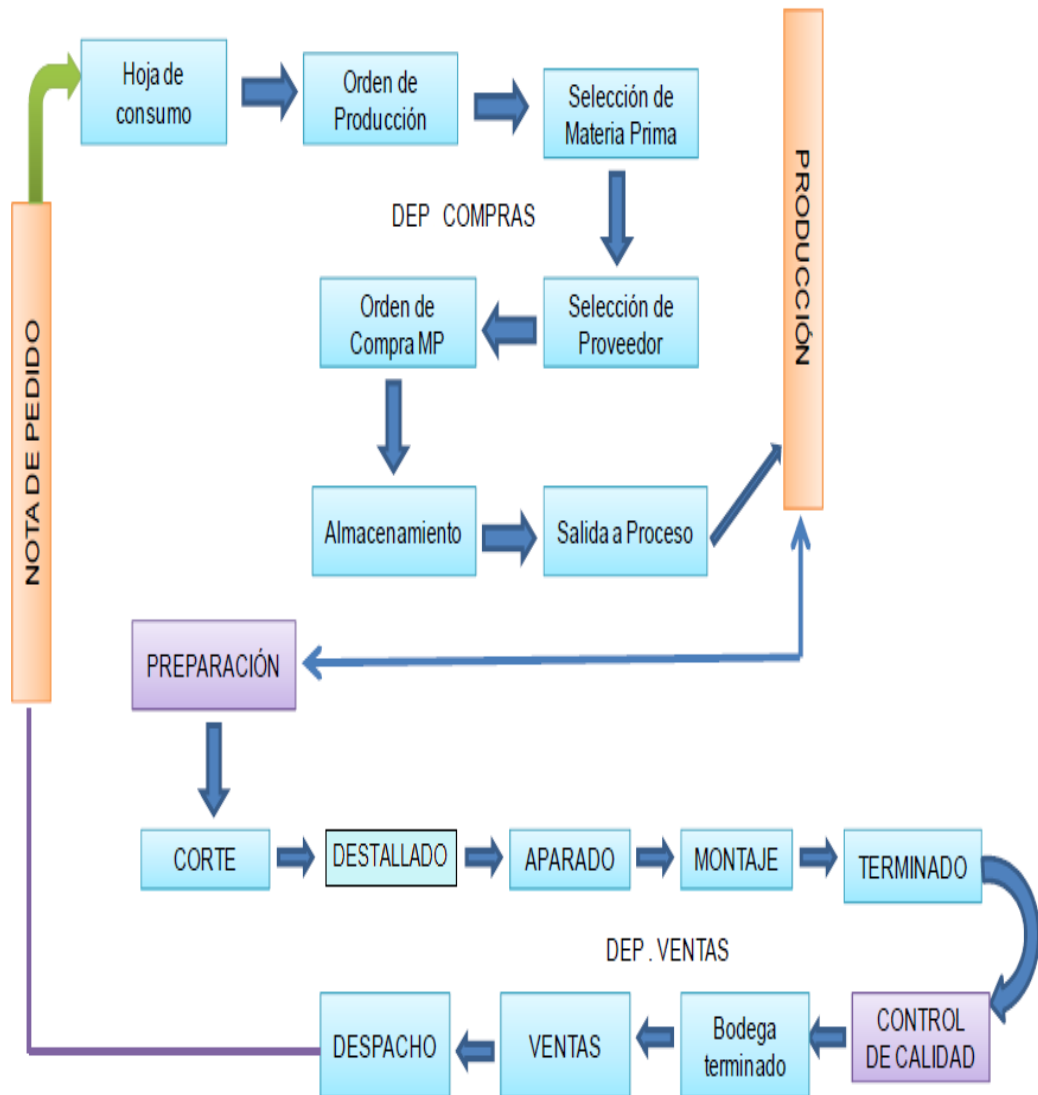 Hoja de
consumo
Orden de
Producción
Selección de
Materia Prima
PRODUCCIÓN
NOTA DE PEDIDO
DEP COMPRAS
Orden de
Compra MP
Selección de
Proveedor
Almacenamiento
Salida a Proceso
PREPARACIÓN
CORTE
DESTALLADO
APARADO
MONTAJE
TERMINADO
DEP . VENTAS
DESPACHO
VENTAS
Bodega
terminado
CONTROL
DE CALIDAD